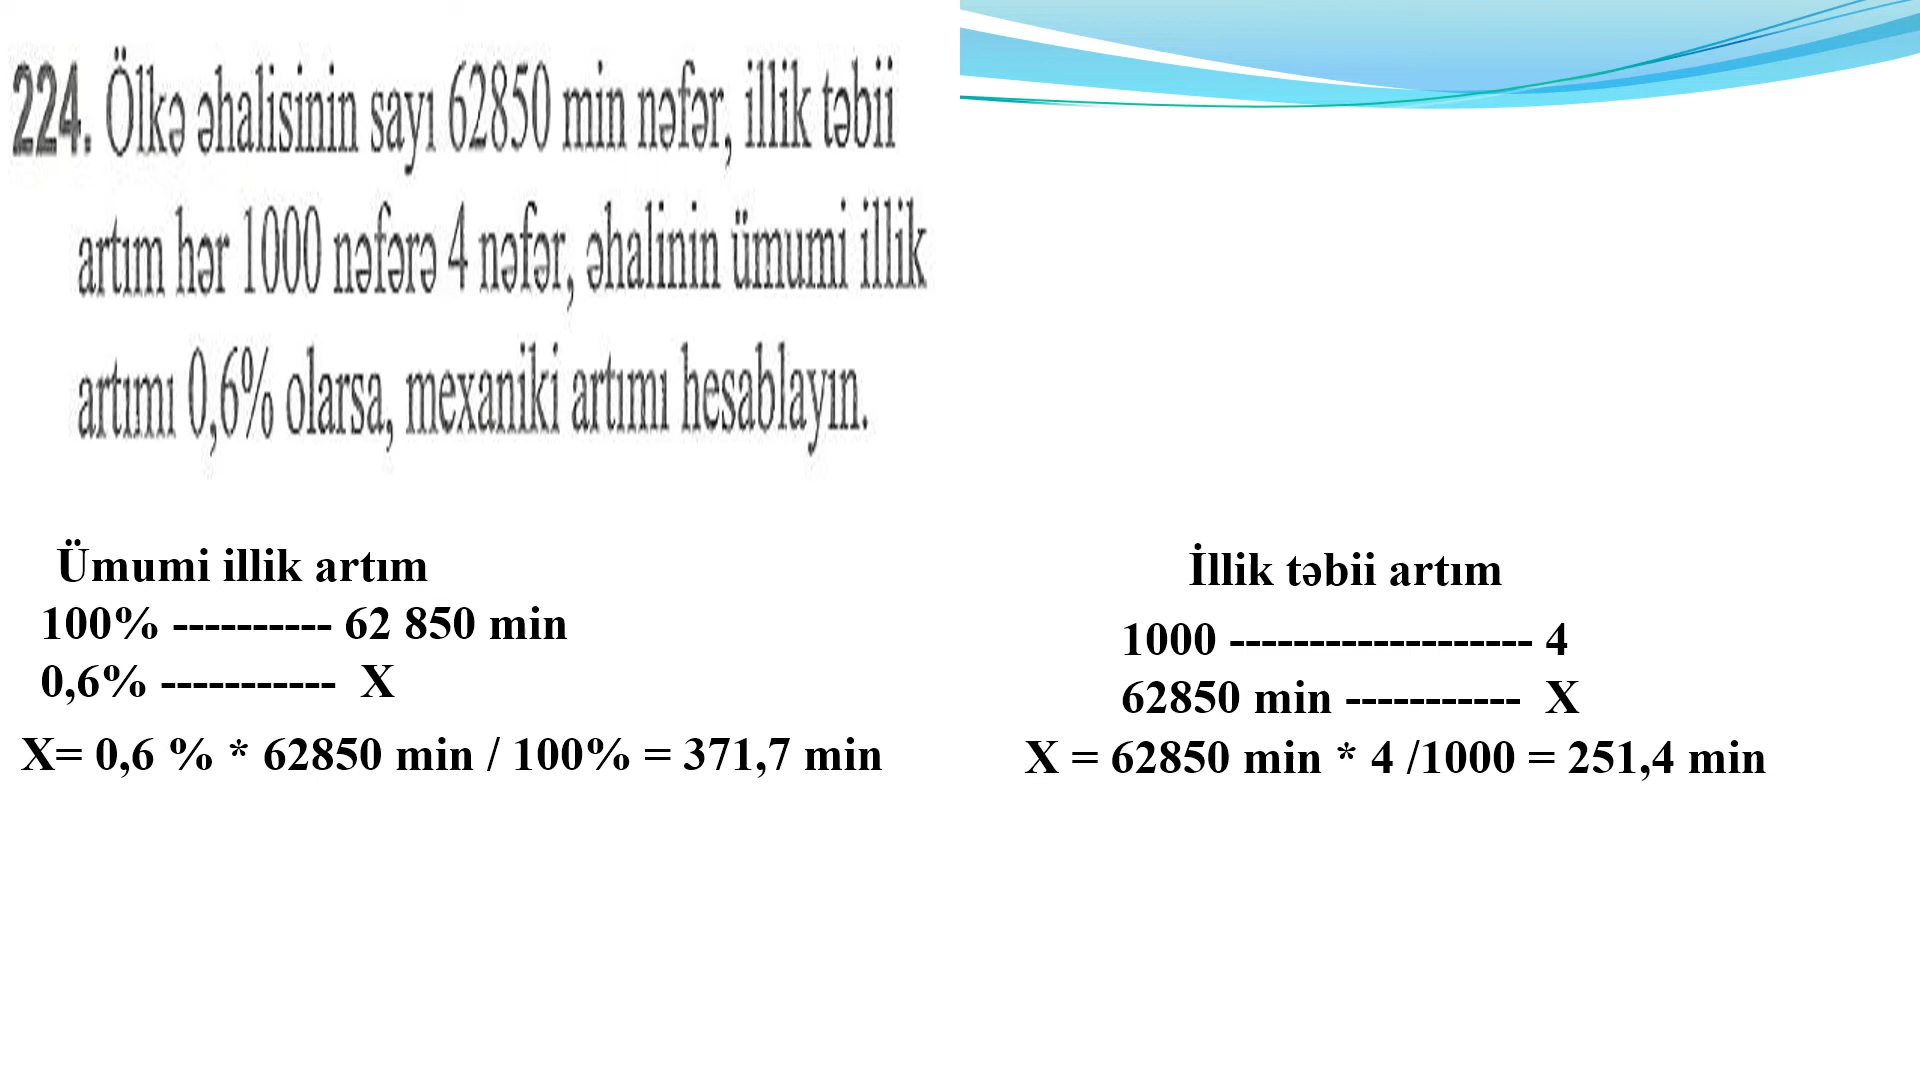 224. Ölkə əhalisinin sayı 62850 min nəfər, illik təbii
artım hər 1000 nəfərə 4 nəfər, əhalinin ümumi illik
artımı 0,6% olarsa, mexaniki artımı hesablayın.
Ümumi illik artım
100% ---------- 62 850 min
0,6% ----------- X
X= 0,6 % * 62850 min / 100% = 371,7 min
İllik təbii artım
1000 ------------------- 4
62850 min ----------- X
X = 62850 min * 4 /1000 = 251,4 min